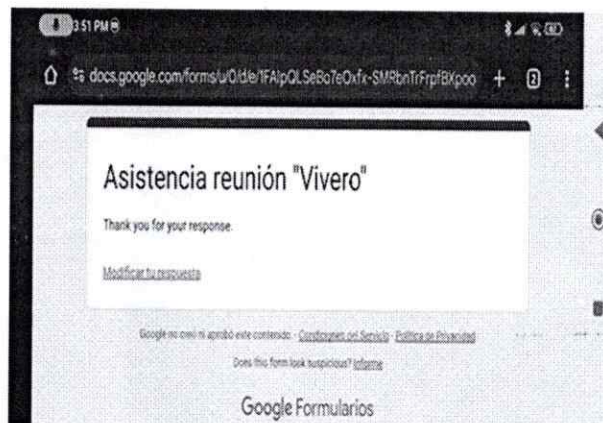 3:51 PM
docs.google.com/forms/u/0/d/e/1FAIpQLSeBo7eOxfx-SMRbnTrFrpfBXpoo
Asistencia reunión "Vivero"
Thank you for your response.
Modificar tu respuesta
Google no creó ni aprobó este contenido. - Condiciones del Servicio - Política de Privacidad
Does this form look suspicious? Informe
Google Formularios